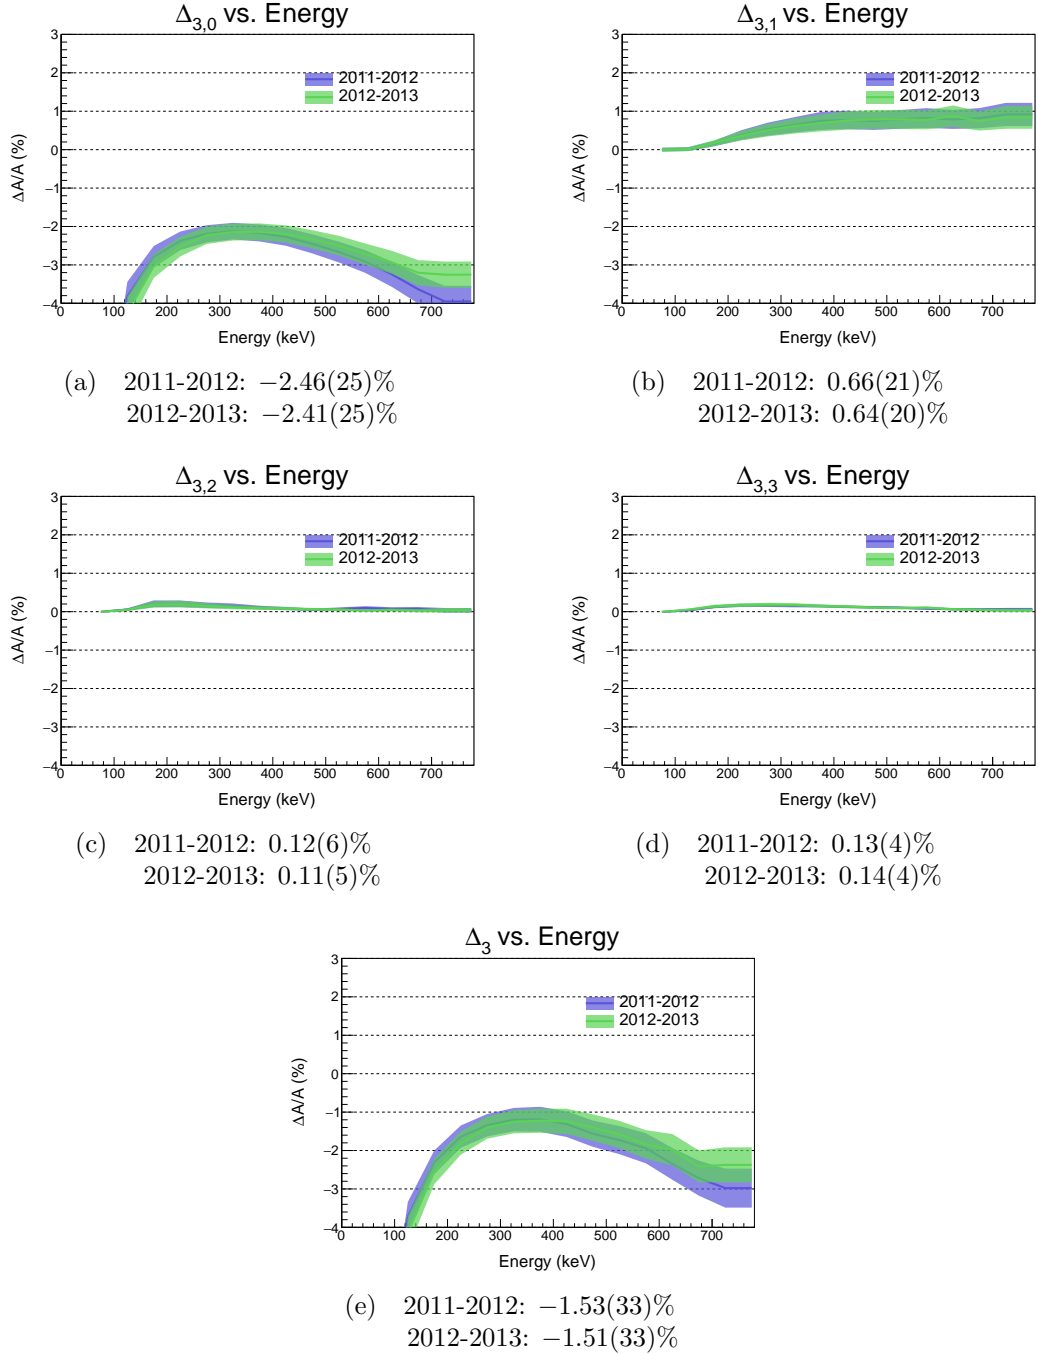 Δ3,0 vs. Energy
3
2
1
0
−1
−2
−3
−4
ΔA/A (%)
2011-2012
2012-2013
0 100 200 300 400 500 600 700
Energy (keV)
(a) 2011-2012: −2.46(25)%
2012-2013: −2.41(25)%
Δ3,1 vs. Energy
3
2
1
0
−1
−2
−3
−4
ΔA/A (%)
2011-2012
2012-2013
0 100 200 300 400 500 600 700
Energy (keV)
(b) 2011-2012: 0.66(21)%
2012-2013: 0.64(20)%
Δ3,2 vs. Energy
3
2
1
0
−1
−2
−3
−4
ΔA/A (%)
2011-2012
2012-2013
0 100 200 300 400 500 600 700
Energy (keV)
(c) 2011-2012: 0.12(6)%
2012-2013: 0.11(5)%
Δ3,3 vs. Energy
3
2
1
0
−1
−2
−3
−4
ΔA/A (%)
2011-2012
2012-2013
0 100 200 300 400 500 600 700
Energy (keV)
(d) 2011-2012: 0.13(4)%
2012-2013: 0.14(4)%
Δ3 vs. Energy
3
2
1
0
−1
−2
−3
−4
ΔA/A (%)
2011-2012
2012-2013
0 100 200 300 400 500 600 700
Energy (keV)
(e) 2011-2012: −1.53(33)%
2012-2013: −1.51(33)%